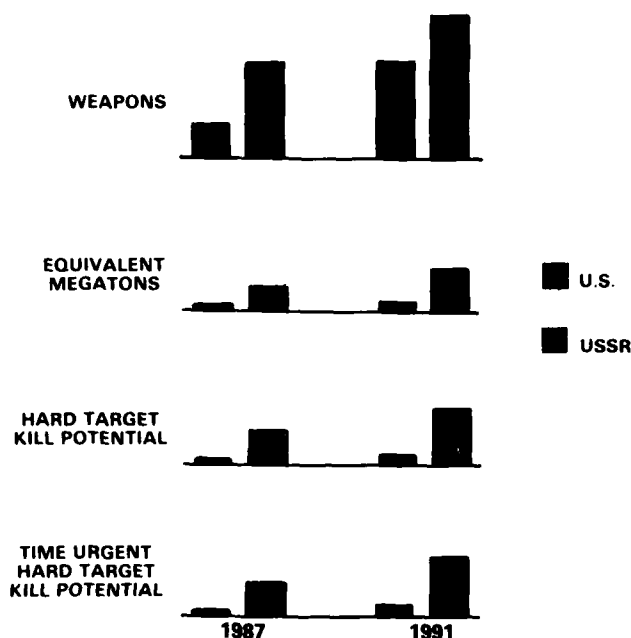 WEAPONS
EQUIVALENT
MEGATONS
U.S.
USSR
HARD TARGET
KILL POTENTIAL
TIME URGENT
HARD TARGET
KILL POTENTIAL
1987 1991